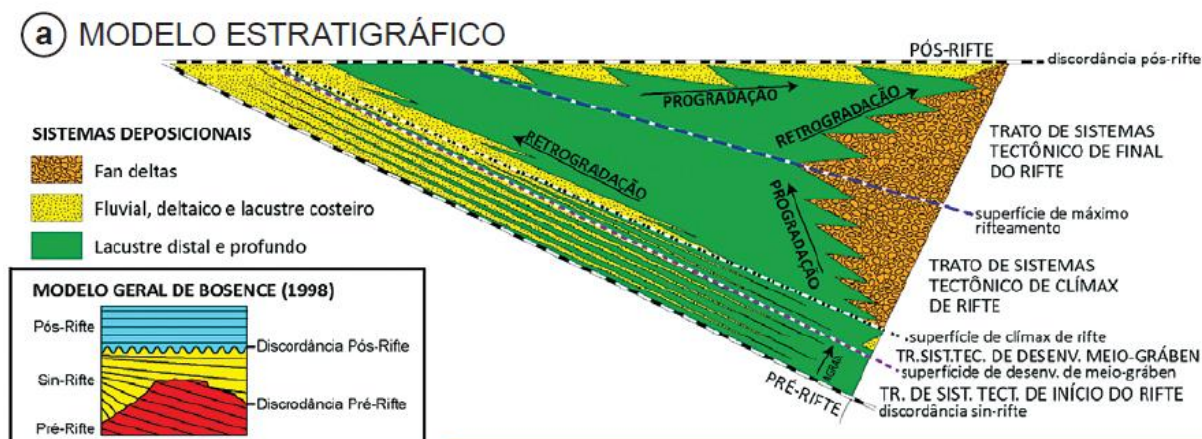 a MODELO ESTRATIGRÁFICO
PÓS-RIFTE
discordância pós-rifte
PROGRADAÇÃO
RETROGRADAÇÃO
RETROGRADAÇÃO
PROGRADAÇÃO
SISTEMAS DEPOSICIONAIS
Fan deltas
Fluvial, deltaico e lacustre costeiro
Lacustre distal e profundo
TRATO DE SISTEMAS
TECTÔNICO DE FINAL
DO RIFTE
superfície de máximo
rifteamento
TRATO DE SISTEMAS
TECTÔNICO DE CLÍMAX
DE RIFTE
superfície de clímax de rifte
TR.SIST.TEC. DE DESENV. MEIO-GRÁBEN
superfícide de desenv. de meio-gráben
TR. DE SIST. TECT. DE INÍCIO DO RIFTE
discordância sin-rifte
AGRAD.
PRÉ-RIFTE
MODELO GERAL DE BOSENCE (1998)
Pós-Rifte
Discordância Pós-Rifte
Sin-Rifte
Discrodância Pré-Rifte
Pré-Rifte